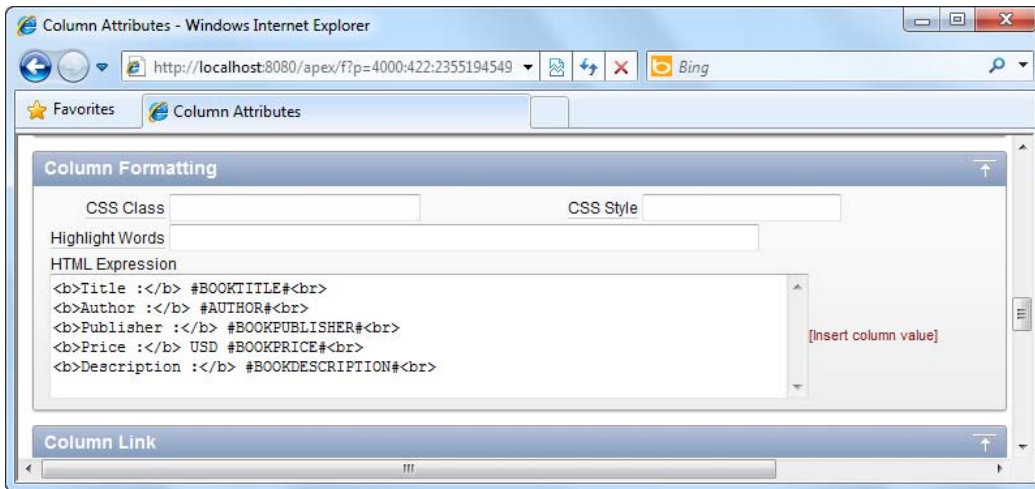 Column Attributes - Windows Internet Explorer
http://localhost:8080/apex/f?p=4000:422:2355194549
Bing
Favorites
Column Attributes
Column Formatting
CSS Class
CSS Style
Highlight Words
HTML Expression
<b>Title :</b> #BOOKTITLE#<br>
<b>Author :</b> #AUTHOR#<br>
<b>Publisher :</b> #BOOKPUBLISHER#<br>
<b>Price :</b> USD #BOOKPRICE#<br>
<b>Description :</b> #BOOKDESCRIPTION#<br>
[Insert column value]
Column Link